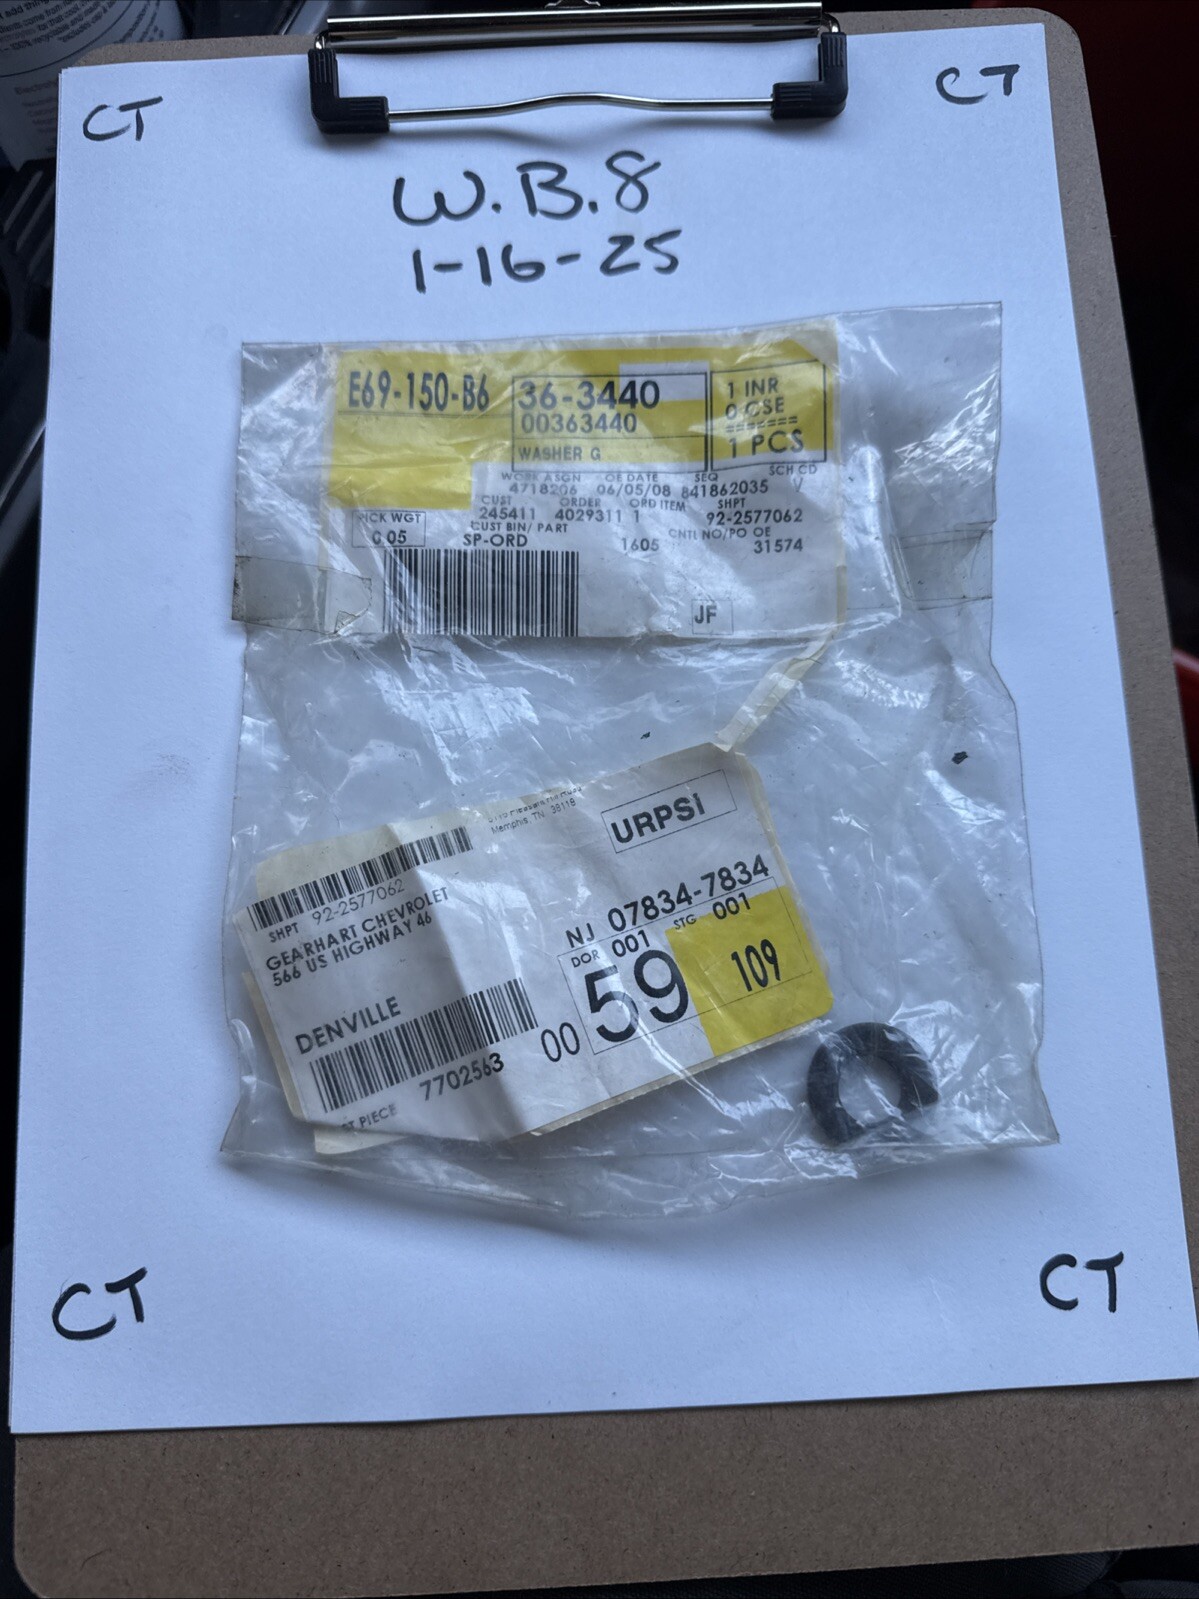 CT
CT
W.B.8
1-16-25
E69-150-B6
36-3440
00363440
WASHER G
1 INR
0 CSE
=======
1 PCS
WORK ASGN OE DATE SEQ SCH CD
4718206 06/05/08 841862035 V
CUST ORDER ORD ITEM SHPT
245411 4029311 1 92-2577062
PICK WGT CUST BIN/ PART CNTL NO/PO OE
0.05 SP-ORD 1605 31574
JF
Memphis, TN 38118
URPSI
SHPT 92-2577062
GEARHART CHEVROLET
566 US HIGHWAY 46
NJ 07834-7834
DOR 001 STG 001
DENVILLE
00 59 109
7702563
PIECE
CT
CT